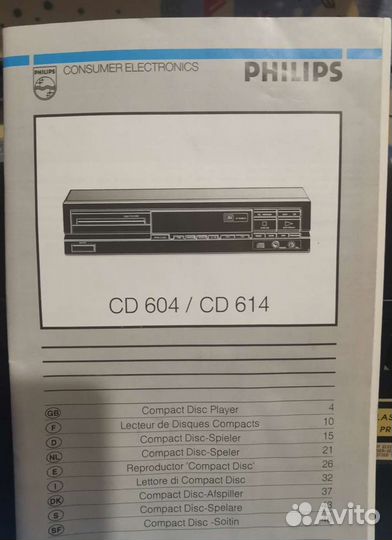 PHILIPS
CONSUMER ELECTRONICS
PHILIPS
CD 604 / CD 614
GB Compact Disc Player 4
F Lecteur de Disques Compacts 10
D Compact Disc-Spieler 15
NL Compact Disc-Speler 21
E Reproductor 'Compact Disc' 26
I Lettore di Compact Disc 32
DK Compact Disc-Afspiller 37
S Compact Disc-Spelare
SF Compact Disc -Soitin
Avito